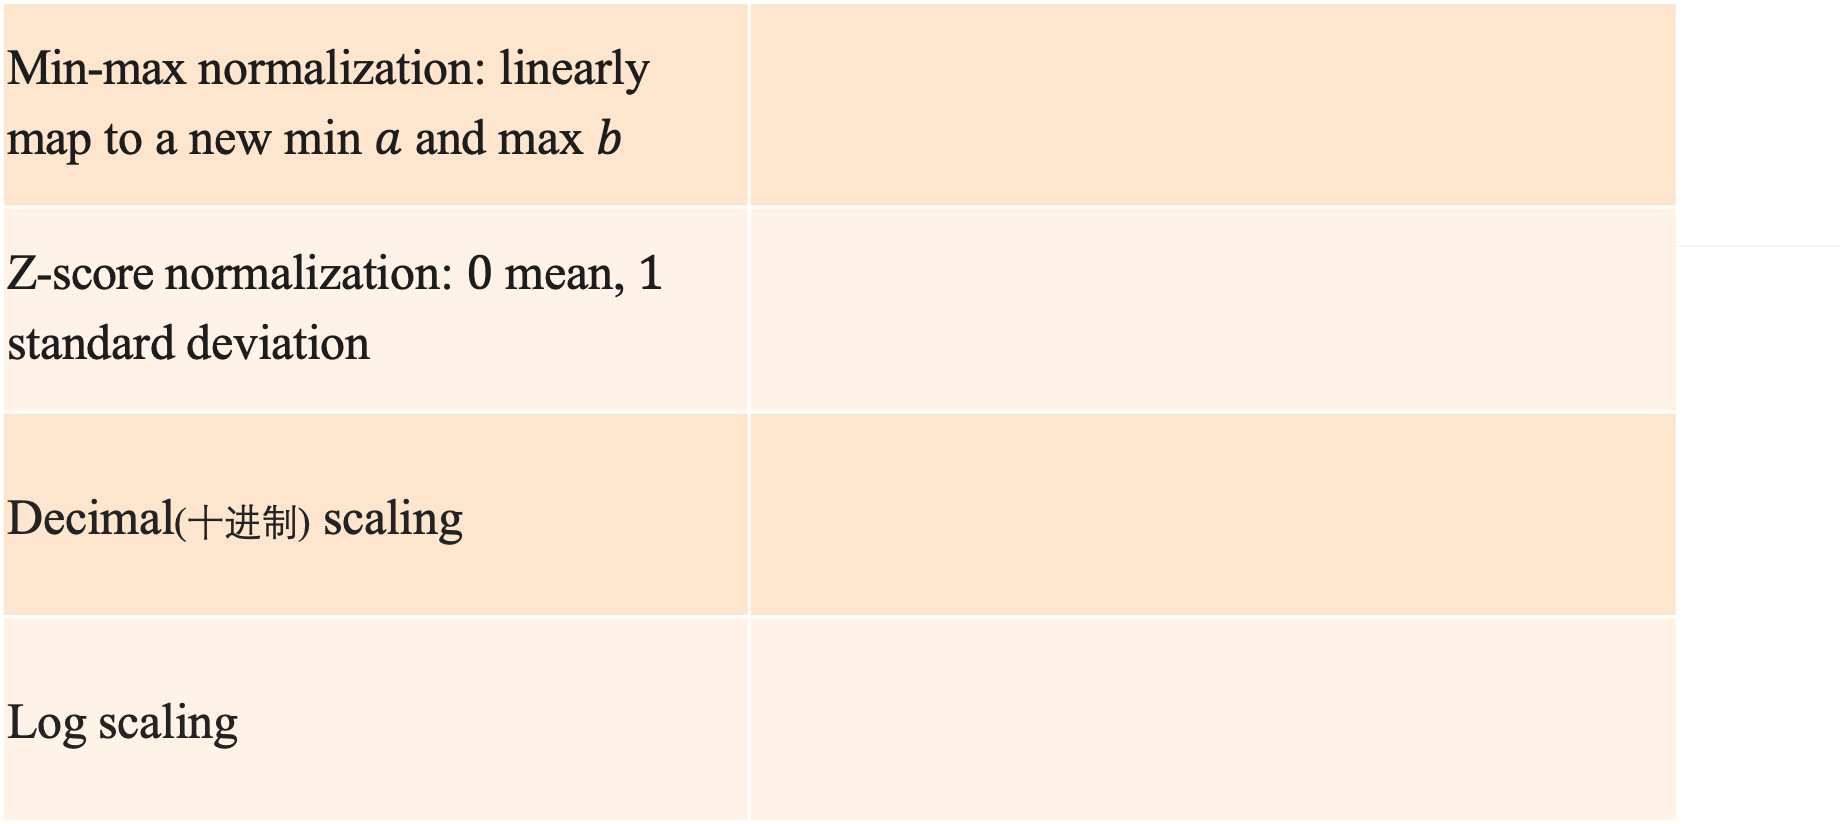 Min-max normalization: linearly
map to a new min a and max b
Z-score normalization: 0 mean, 1
standard deviation
Decimal(十进制) scaling
Log scaling